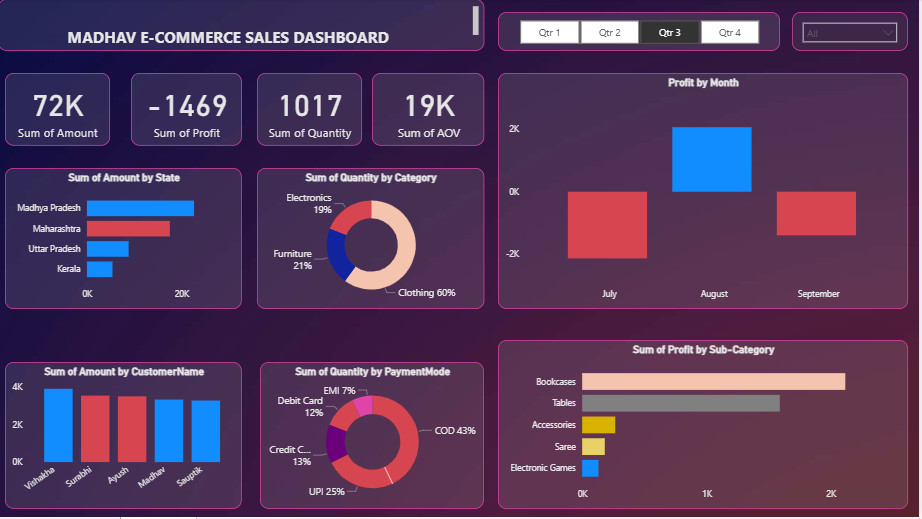 MADHAV E-COMMERCE SALES DASHBOARD
Qtr 1 Qtr 2 Qtr 3 Qtr 4
All
72K
Sum of Amount
-1469
Sum of Profit
1017
Sum of Quantity
19K
Sum of AOV
Profit by Month
2K
0K
-2K
July August September
Sum of Amount by State
Madhya Pradesh
Maharashtra
Uttar Pradesh
Kerala
0K 20K
Sum of Quantity by Category
Electronics
19%
Furniture
21%
Clothing 60%
Sum of Amount by CustomerName
4K
2K
0K
Vishakha Surabhi Ayush Madhav Sauptik
Sum of Quantity by PaymentMode
EMI 7%
Debit Card
12%
COD 43%
Credit C...
13%
UPI 25%
Sum of Profit by Sub-Category
Bookcases
Tables
Accessories
Saree
Electronic Games
0K 1K 2K